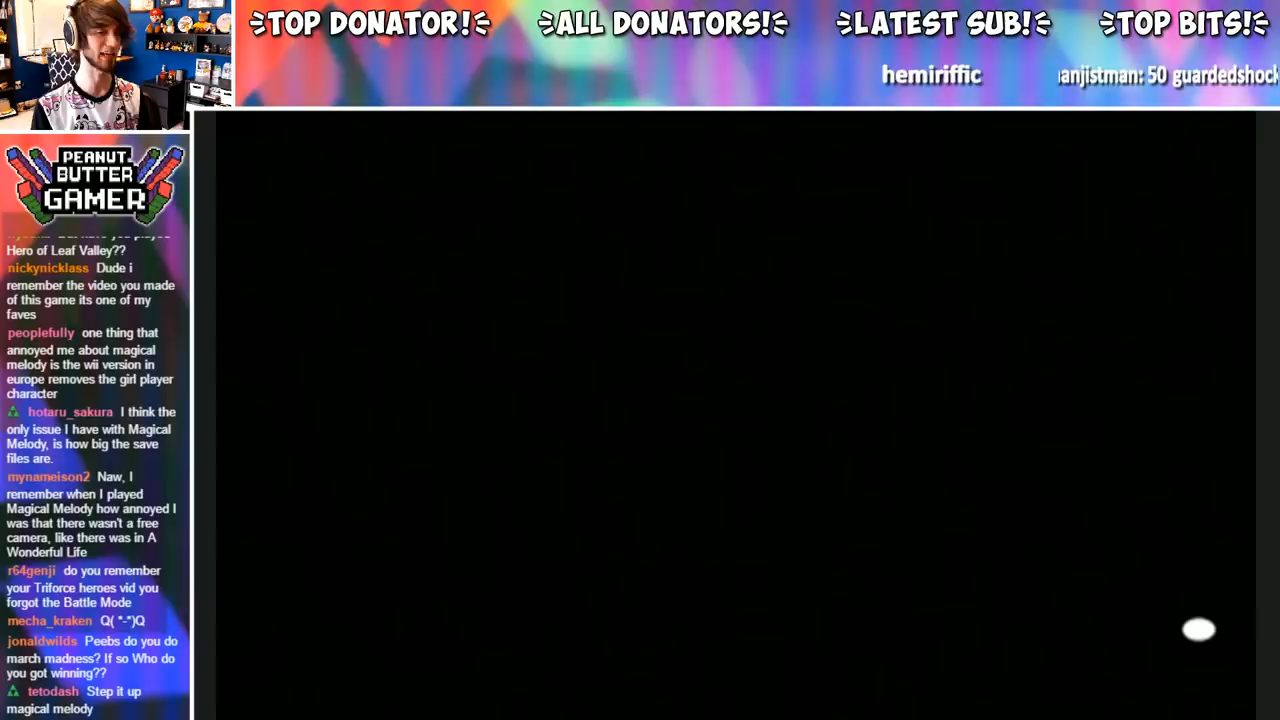 TOP DONATOR!
ALL DONATORS!
LATEST SUB!
TOP BITS!
hemiriffic
anjistman: 50 guardedshock
PEANUT
BUTTER
GAMER
Hero of Leaf Valley??
nickynicklass Dude i
remember the video you made
of this game its one of my
faves
peoplefully one thing that
annoyed me about magical
melody is the wii version in
europe removes the girl player
character
hotaru_sakura I think the
only issue I have with Magical
Melody, is how big the save
files are.
mynameison2 Naw, I
remember when I played
Magical Melody how annoyed I
was that there wasn't a free
camera, like there was in A
Wonderful Life
r64genji do you remember
your Triforce heroes vid you
forgot the Battle Mode
mecha_kraken Q( *-*)Q
jonaldwilds Peebs do you do
march madness? If so Who do
you got winning??
tetodash Step it up
magical melody